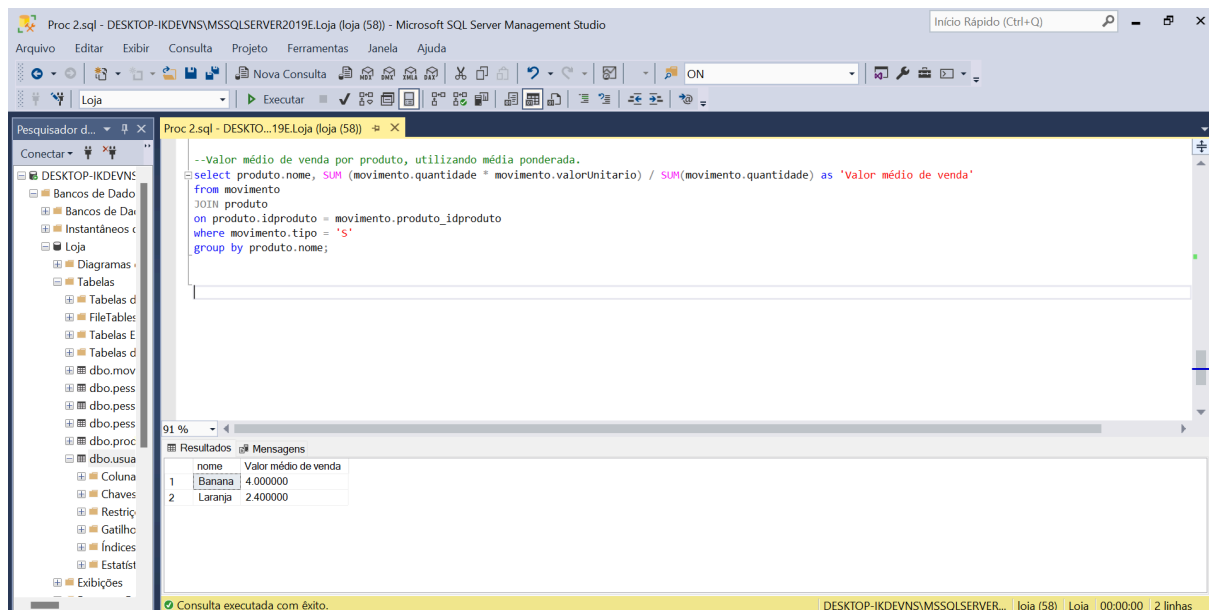 Proc 2.sql - DESKTOP-IKDEVNS\MSSQLSERVER2019E.Loja (loja (58)) - Microsoft SQL Server Management Studio
Início Rápido (Ctrl+Q)
Arquivo Editar Exibir Consulta Projeto Ferramentas Janela Ajuda
Nova Consulta ON
Loja Executar
Pesquisador d...
Proc 2.sql - DESKTO...19E.Loja (loja (58))
Conectar
DESKTOP-IKDEVNS
Bancos de Dado
Bancos de Da
Instantâneos
Loja
Diagramas
Tabelas
Tabelas d
FileTables
Tabelas E
Tabelas d
dbo.mov
dbo.pess
dbo.pess
dbo.pess
dbo.prod
dbo.usua
Coluna
Chaves
Restriç
Gatilho
Índices
Estatíst
Exibições
--Valor médio de venda por produto, utilizando média ponderada.
select produto.nome, SUM (movimento.quantidade * movimento.valorUnitario) / SUM(movimento.quantidade) as 'Valor médio de venda'
from movimento
JOIN produto
on produto.idproduto = movimento.produto_idproduto
where movimento.tipo = 'S'
group by produto.nome;
91 %
Resultados Mensagens
nome Valor médio de venda
1 Banana 4.000000
2 Laranja 2.400000
Consulta executada com êxito.
DESKTOP-IKDEVNS\MSSQLSERVER... loja (58) Loja 00:00:00 2 linhas